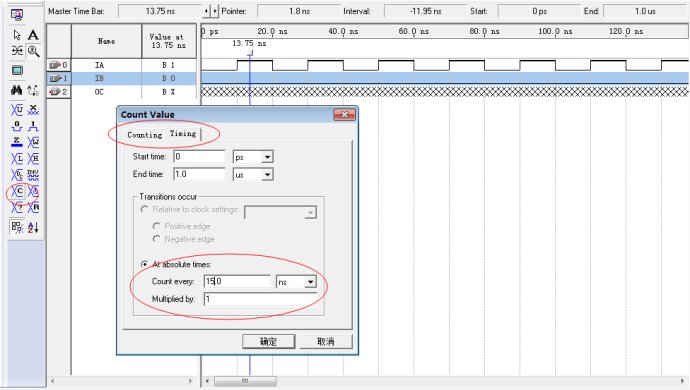 Master Time Bar: 13.75 ns Pointer: 1.8 ns Interval: -11.95 ns Start: 0 ps End: 1.0 us
A
Name
Value at
13.75 ns
0 ps 20.0 ns 40.0 ns 60.0 ns 80.0 ns 100.0 ns 120.0 ns
13.75 ns
0 IA B 1
1 IB B 0
2 OC B X
Count Value
Counting Timing
Start time: 0 ps
End time: 1.0 us
Transitions occur
Relative to clock settings:
Positive edge
Negative edge
At absolute times:
Count every: 15.0 ns
Multiplied by: 1
确定 取消